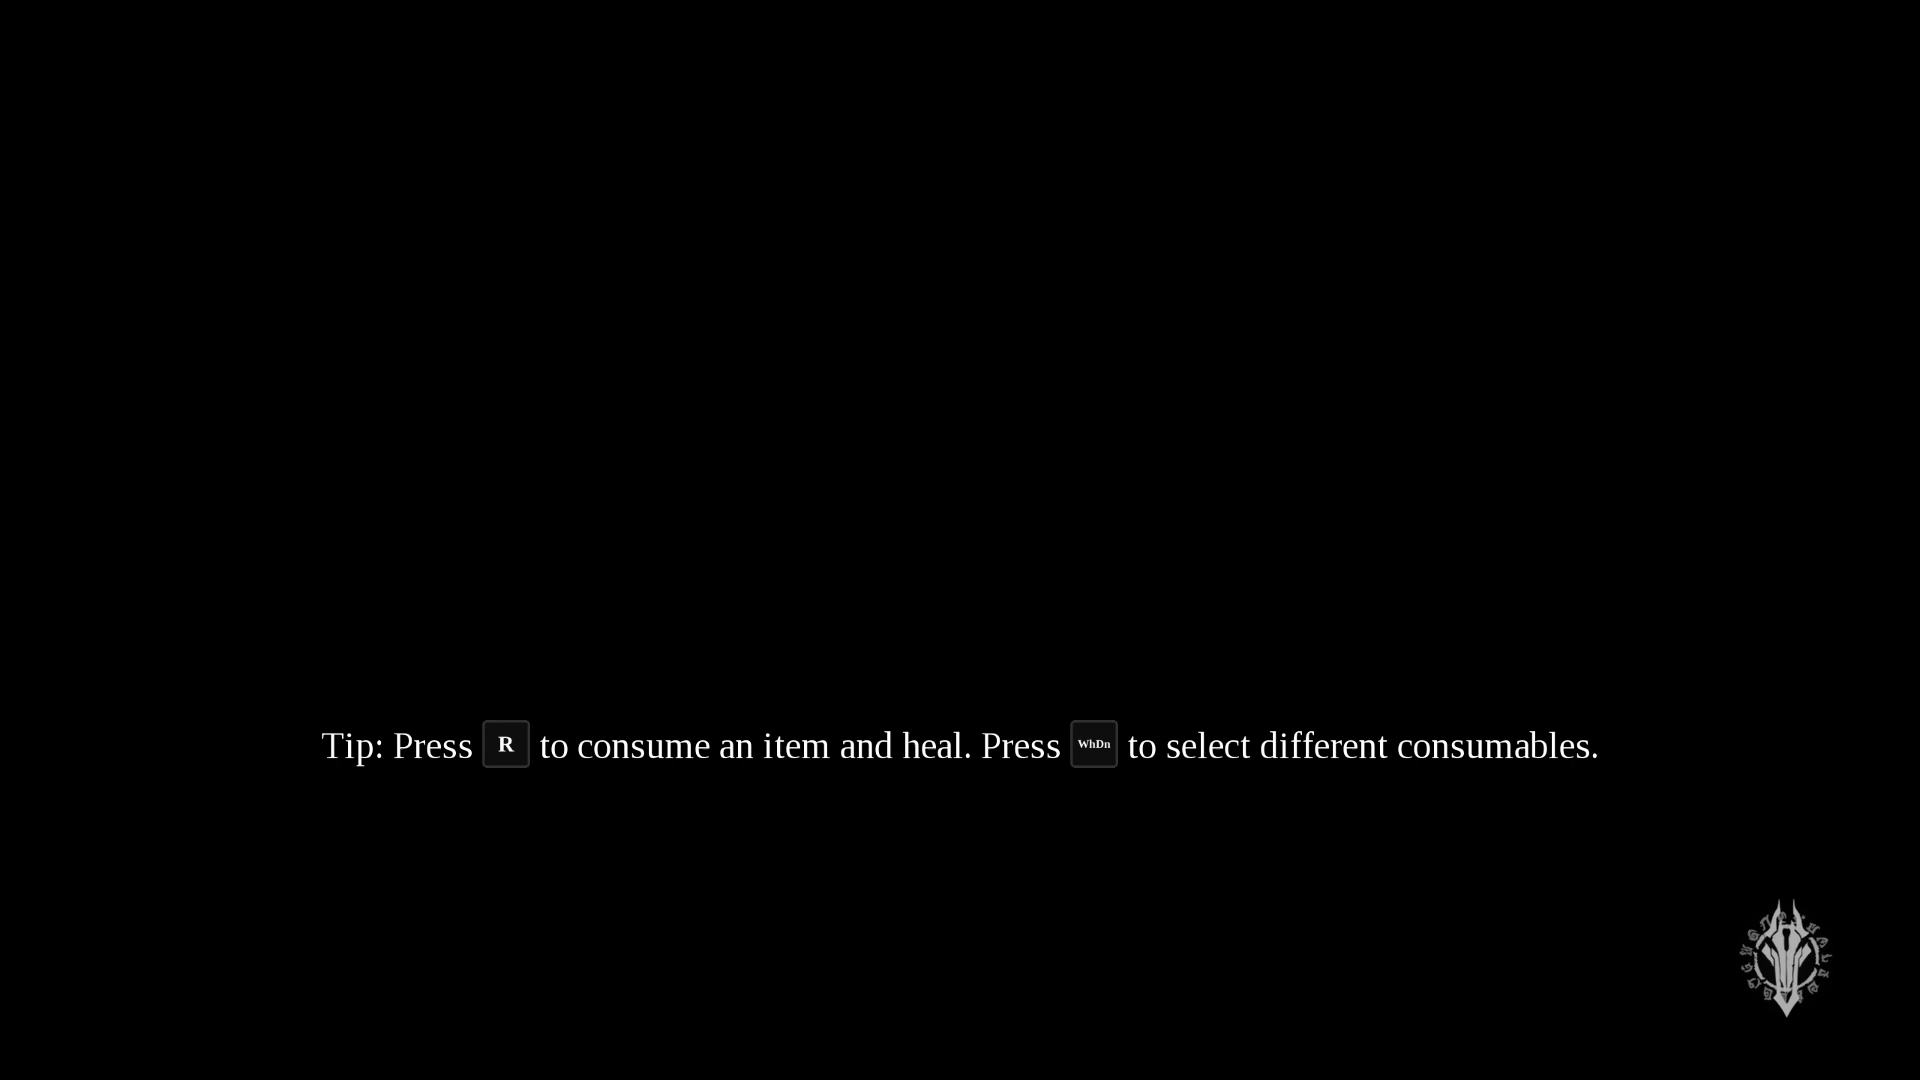 Tip: Press R to consume an item and heal. Press WhDn to select different consumables.